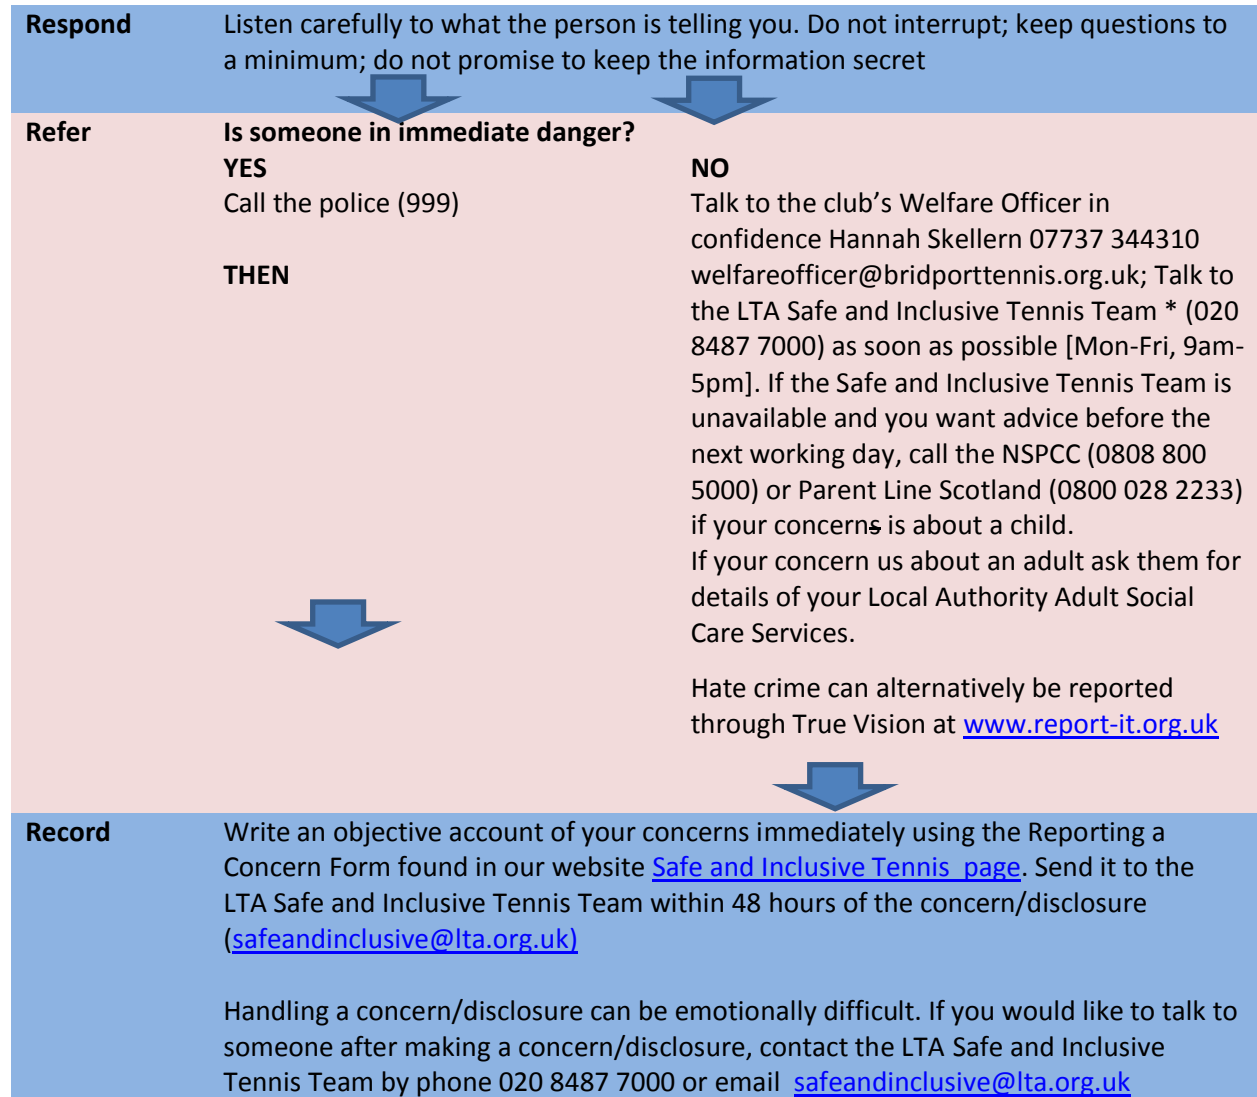 Respond
Listen carefully to what the person is telling you. Do not interrupt; keep questions to
a minimum; do not promise to keep the information secret
Refer
Is someone in immediate danger?
YES
Call the police (999)
THEN
NO
Talk to the club's Welfare Officer in
confidence Hannah Skellern 07737 344310
welfareofficer@bridporttennis.org.uk; Talk to
the LTA Safe and Inclusive Tennis Team * (020
8487 7000) as soon as possible [Mon-Fri, 9am-
5pm]. If the Safe and Inclusive Tennis Team is
unavailable and you want advice before the
next working day, call the NSPCC (0808 800
5000) or Parent Line Scotland (0800 028 2233)
if your concerns is about a child.
If your concern us about an adult ask them for
details of your Local Authority Adult Social
Care Services.
Hate crime can alternatively be reported
through True Vision at www.report-it.org.uk
Record
Write an objective account of your concerns immediately using the Reporting a
Concern Form found in our website Safe and Inclusive Tennis page. Send it to the
LTA Safe and Inclusive Tennis Team within 48 hours of the concern/disclosure
(safeandinclusive@lta.org.uk)
Handling a concern/disclosure can be emotionally difficult. If you would like to talk to
someone after making a concern/disclosure, contact the LTA Safe and Inclusive
Tennis Team by phone 020 8487 7000 or email safeandinclusive@lta.org.uk